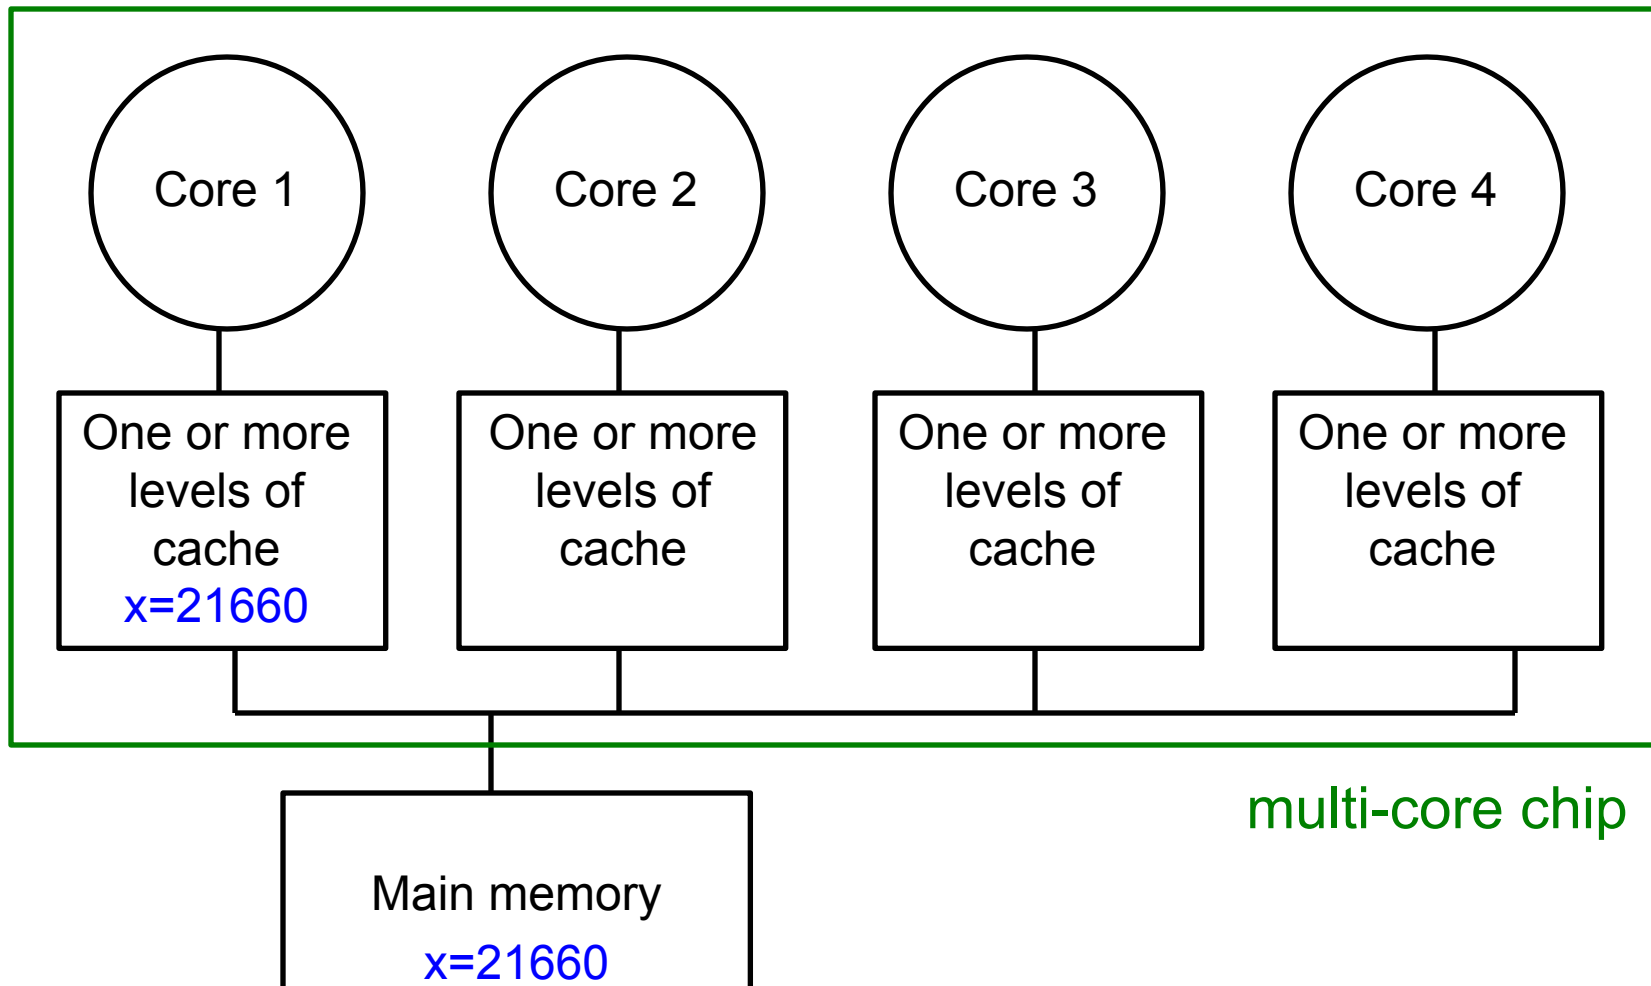 Core 1
Core 2
Core 3
Core 4
One or more
levels of
cache
x=21660
One or more
levels of
cache
One or more
levels of
cache
One or more
levels of
cache
multi-core chip
Main memory
x=21660